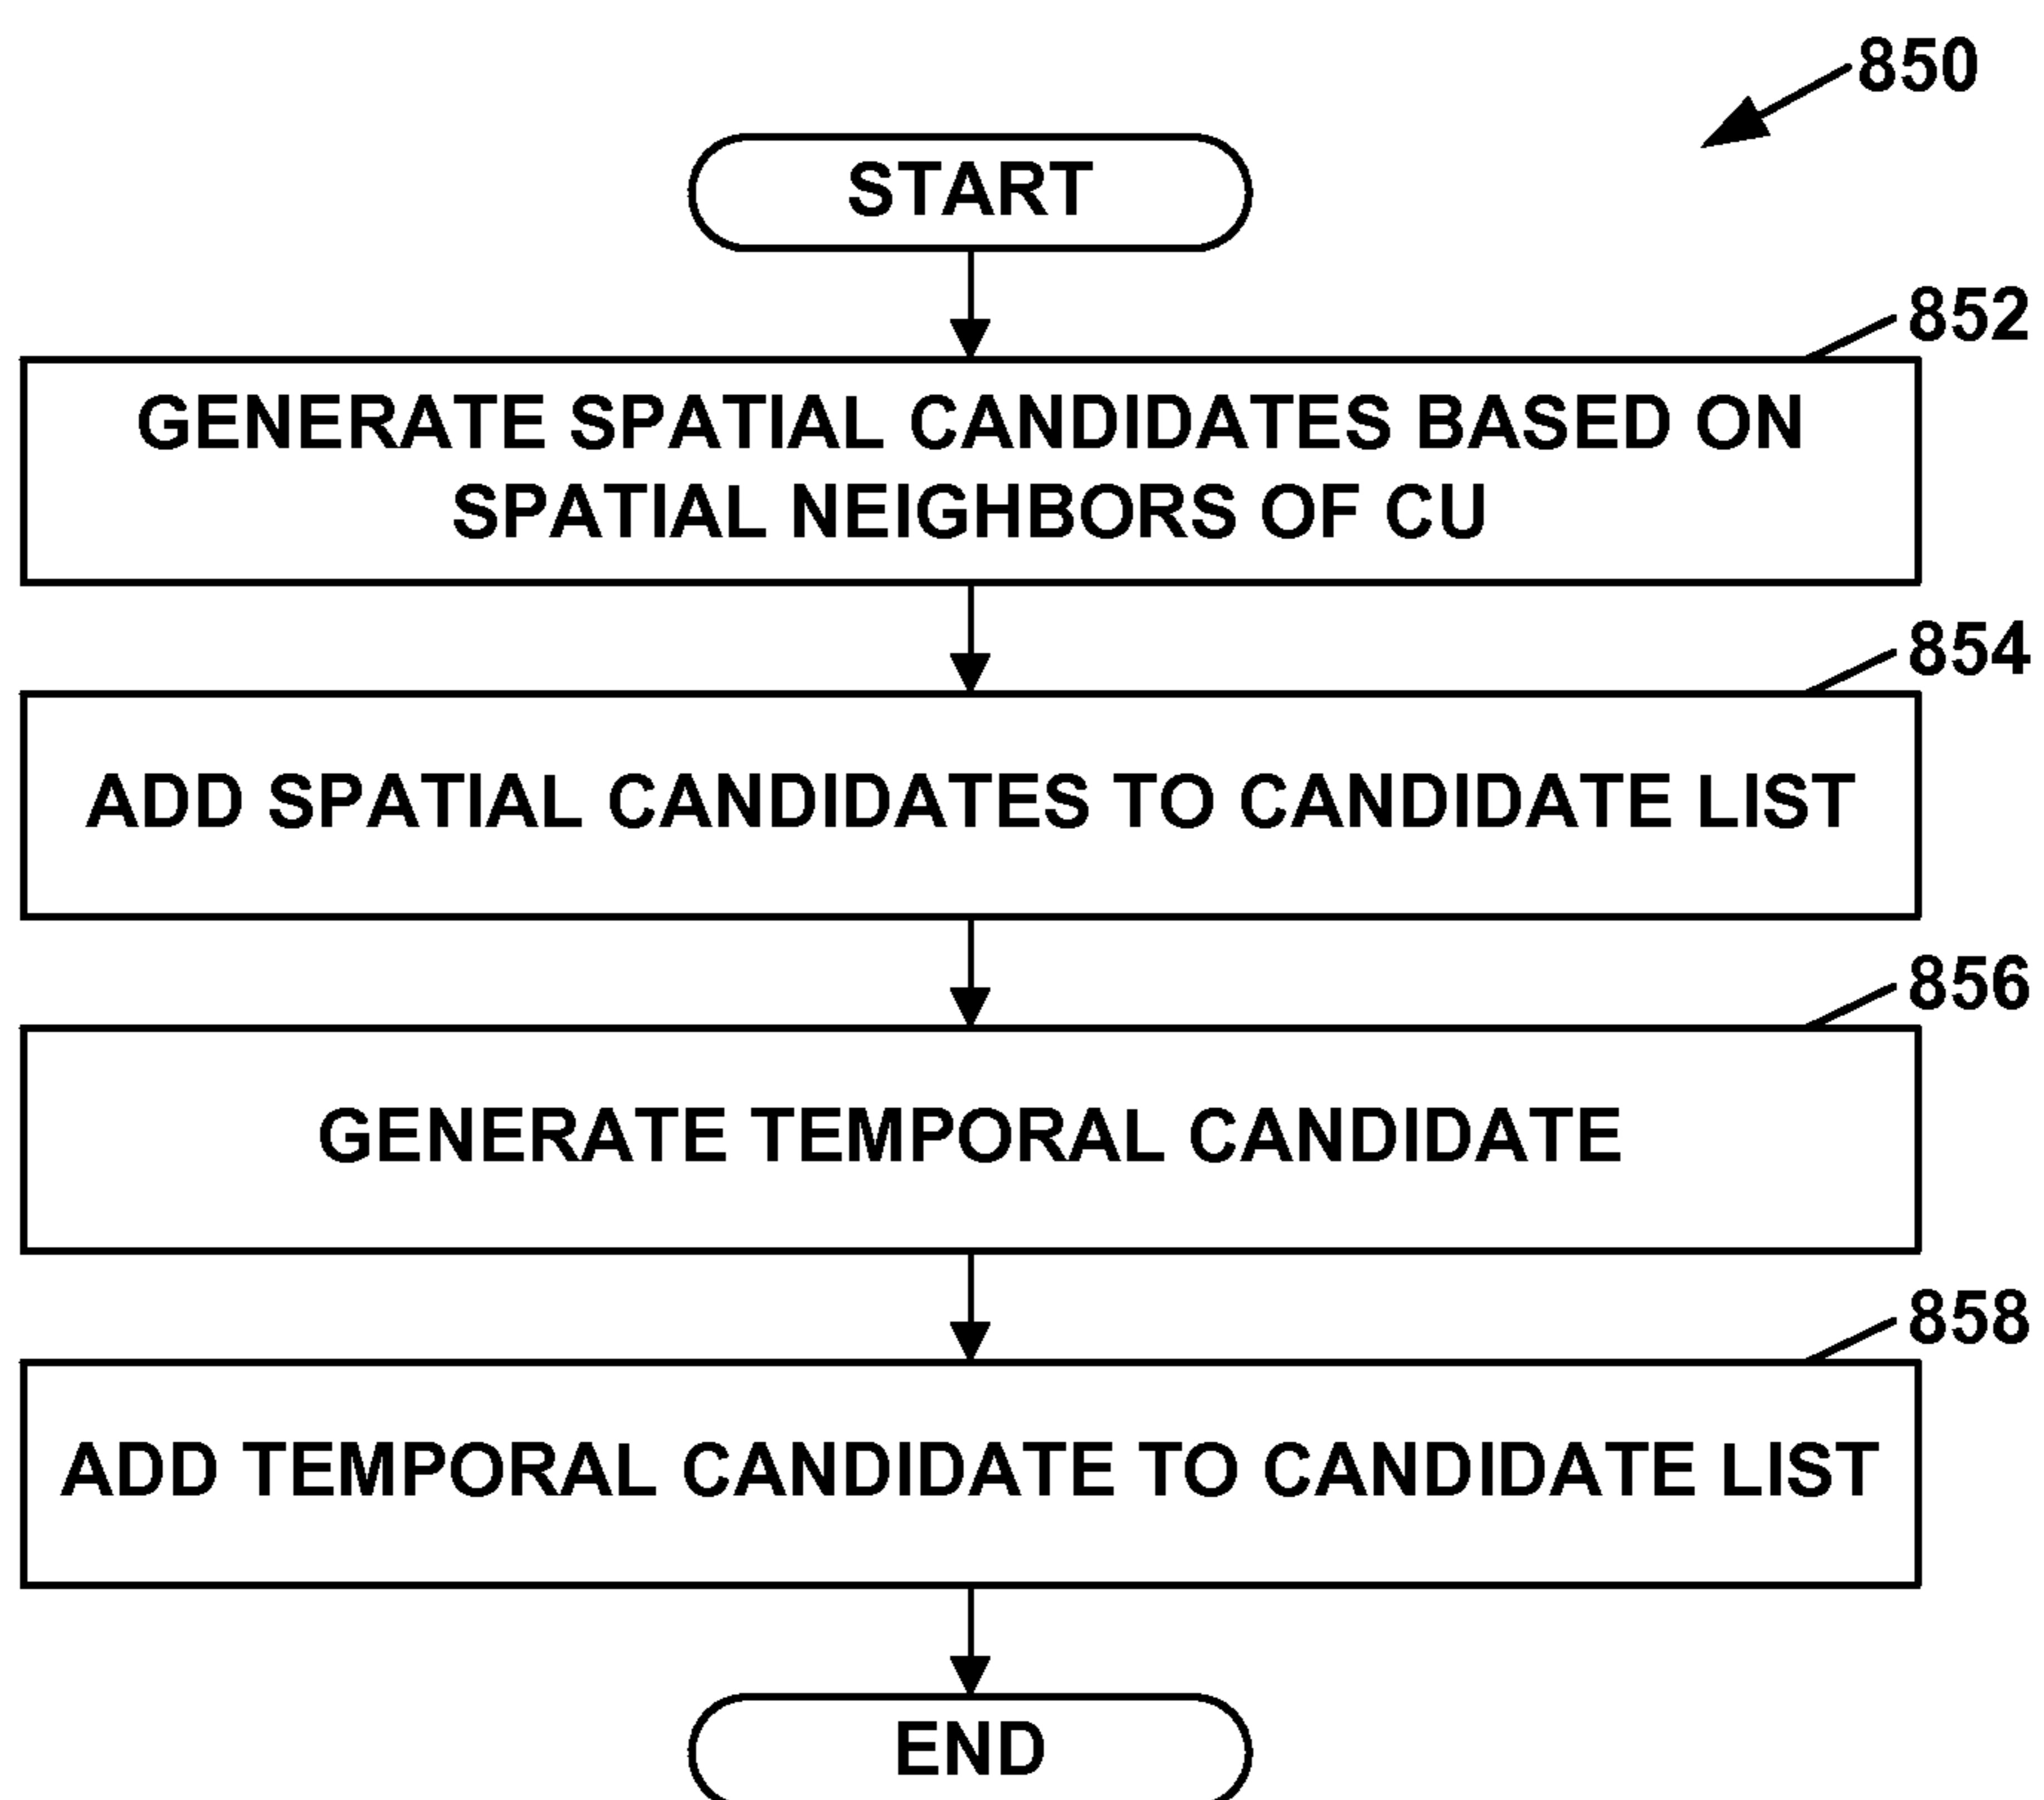 850
START
852
GENERATE SPATIAL CANDIDATES BASED ON
SPATIAL NEIGHBORS OF CU
854
ADD SPATIAL CANDIDATES TO CANDIDATE LIST
856
GENERATE TEMPORAL CANDIDATE
858
ADD TEMPORAL CANDIDATE TO CANDIDATE LIST
END